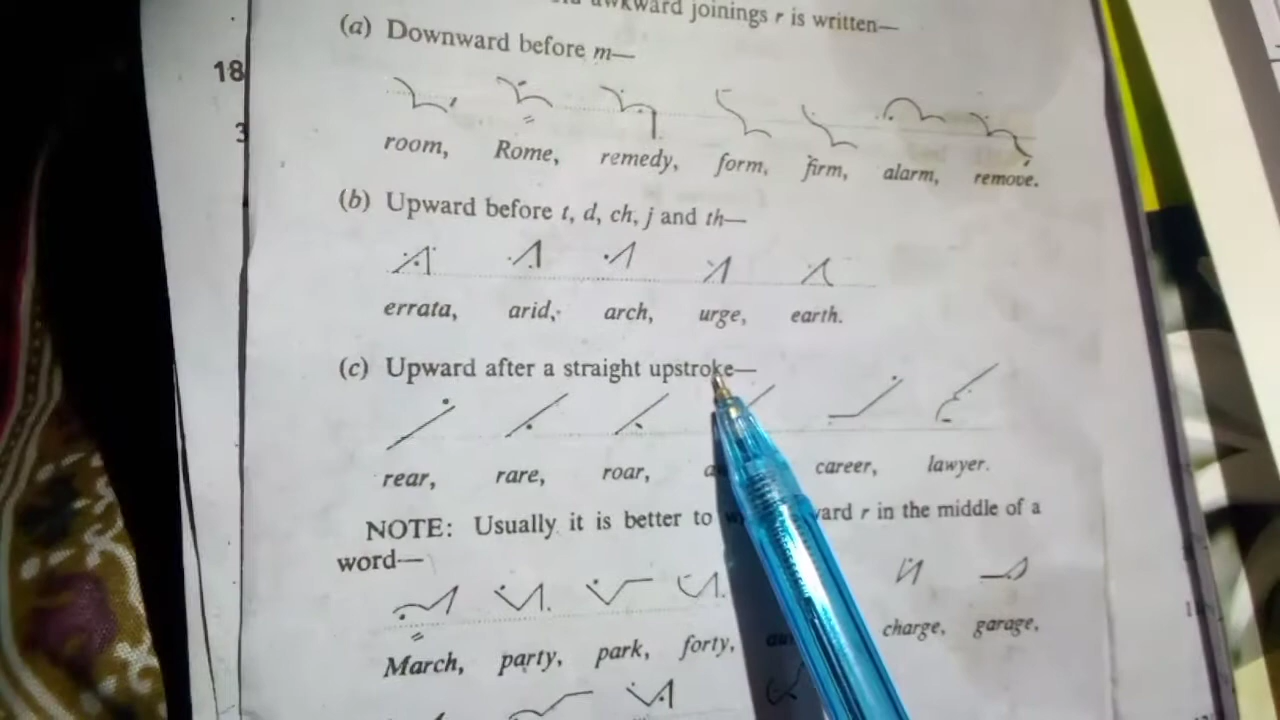 awkward joinings r is written—
(a) Downward before m—
18
3
room, Rome, remedy, form, firm, alarm, remove.
(b) Upward before t, d, ch, j and th—
errata, arid, arch, urge, earth.
(c) Upward after a straight upstroke—
rear, rare, roar, career, lawyer.
NOTE: Usually it is better to ward r in the middle of a
word—
March, party, park, forty, charge, garage,